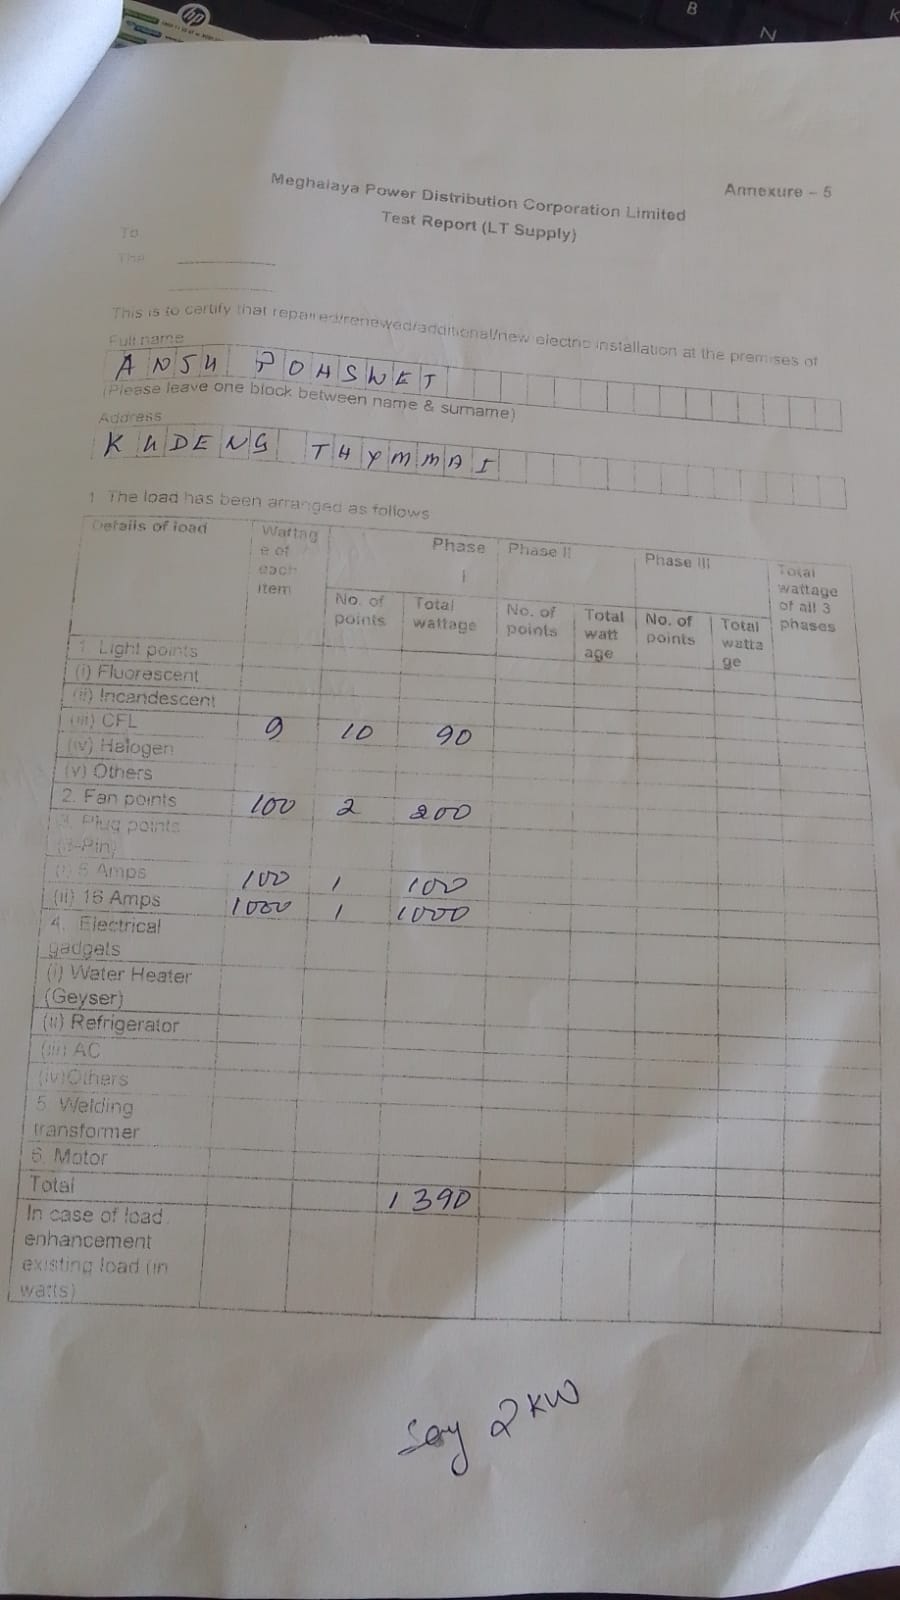 hp
B
N
K
Annexure – 5
Meghalaya Power Distribution Corporation Limited
Test Report (LT Supply)
To
The
This is to certify that repaired/renewed/additional/new electric installation at the premises of
Full name
ANSU POHSNET
(Please leave one block between name & surname)
Address
KUDENG THYMMAI
1 The load has been arranged as follows
Details of load Wattage of each item Phase I Phase II Phase III Total wattage of all 3 phases
No. of points Total wattage No. of points Total watt age No. of points Total watta ge
1. Light points
(i) Fluorescent
(ii) Incandescent
(iii) CFL 9 10 90
(iv) Halogen
(v) Others
2. Fan points 100 2 200
3. Plug points
(3-Pin)
(i) 5 Amps 100 1 100
(ii) 15 Amps 1000 1 1000
4. Electrical
gadgets
(i) Water Heater
(Geyser)
(ii) Refrigerator
(iii) AC
(iv)Others
5. Welding
transformer
6. Motor
Total 1390
In case of load
enhancement
existing load (in
watts)
Say 2KW